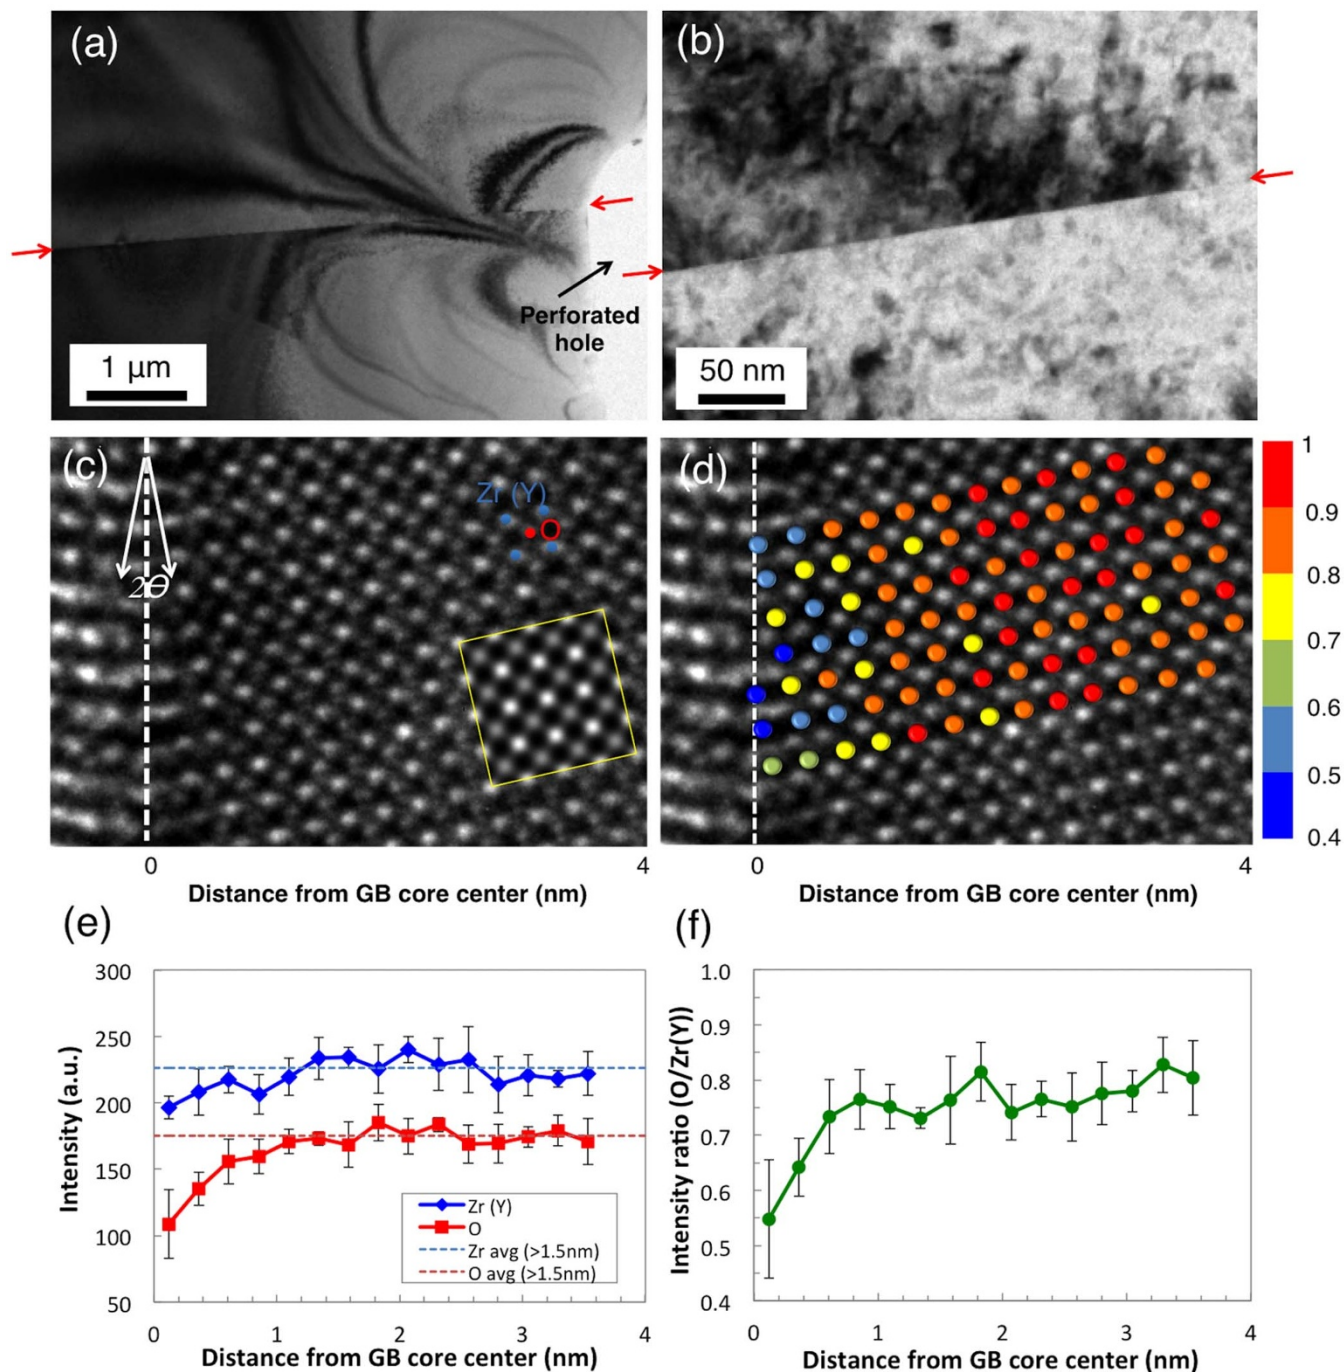 (a)
Perforated
hole
1 μm
(b)
50 nm
(c)
Zr (Y)
O
2Θ
0
4
Distance from GB core center (nm)
(d)
1
0.9
0.8
0.7
0.6
0.5
0.4
0
4
Distance from GB core center (nm)
(e)
300
250
200
150
100
50
Intensity (a.u.)
Zr (Y)
O
Zr avg (>1.5nm)
O avg (>1.5nm)
0
1
2
3
4
Distance from GB core center (nm)
(f)
1.0
0.9
0.8
0.7
0.6
0.5
0.4
Intensity ratio (O/Zr(Y))
0
1
2
3
4
Distance from GB core center (nm)